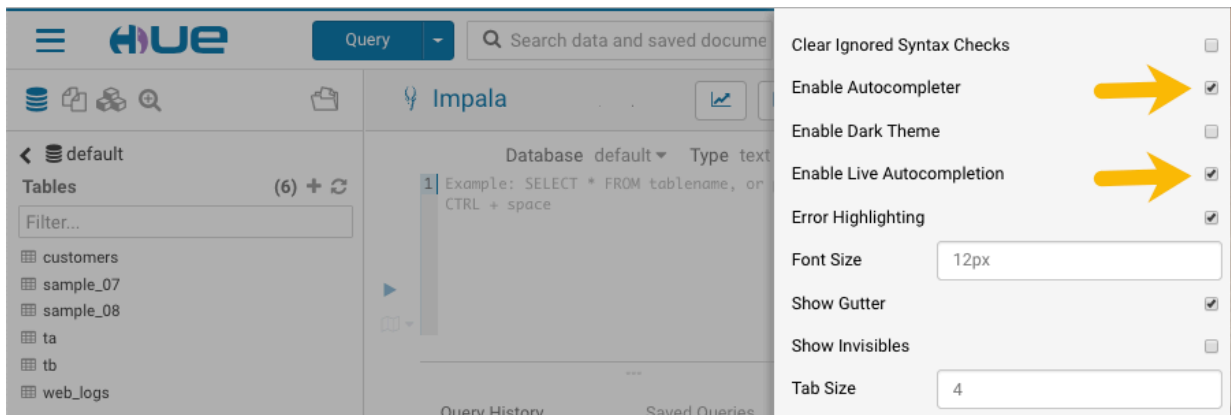 HUE
Query
Search data and saved docume
Impala
default
Database default Type text
Tables (6)
Filter...
1 Example: SELECT * FROM tablename, or
CTRL + space
customers
sample_07
sample_08
ta
tb
web_logs
Query History Saved Queries
Clear Ignored Syntax Checks
Enable Autocompleter
Enable Dark Theme
Enable Live Autocompletion
Error Highlighting
Font Size 12px
Show Gutter
Show Invisibles
Tab Size 4